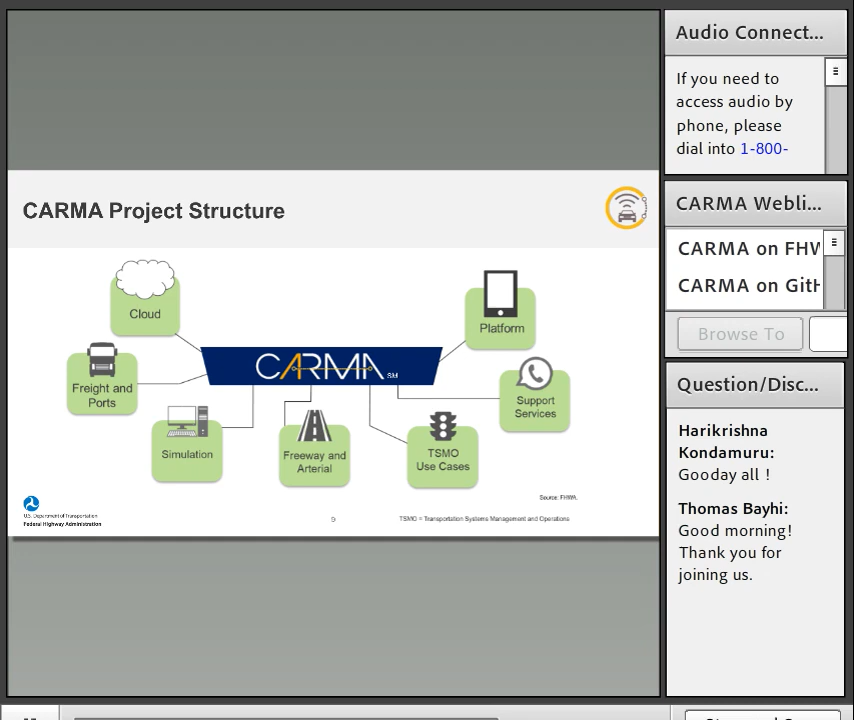 CARMA Project Structure
Cloud
Platform
CARMA SM
Freight and
Ports
Support
Services
Simulation
Freeway and
Arterial
TSMO
Use Cases
Source: FHWA.
U.S. Department of Transportation
Federal Highway Administration
9
TSMO = Transportation Systems Management and Operations
Audio Connect...
If you need to
access audio by
phone, please
dial into 1-800-
CARMA Webli...
CARMA on FHW
CARMA on GitH
Browse To
Question/Disc...
Harikrishna
Kondamuru:
Gooday all !
Thomas Bayhi:
Good morning!
Thank you for
joining us.